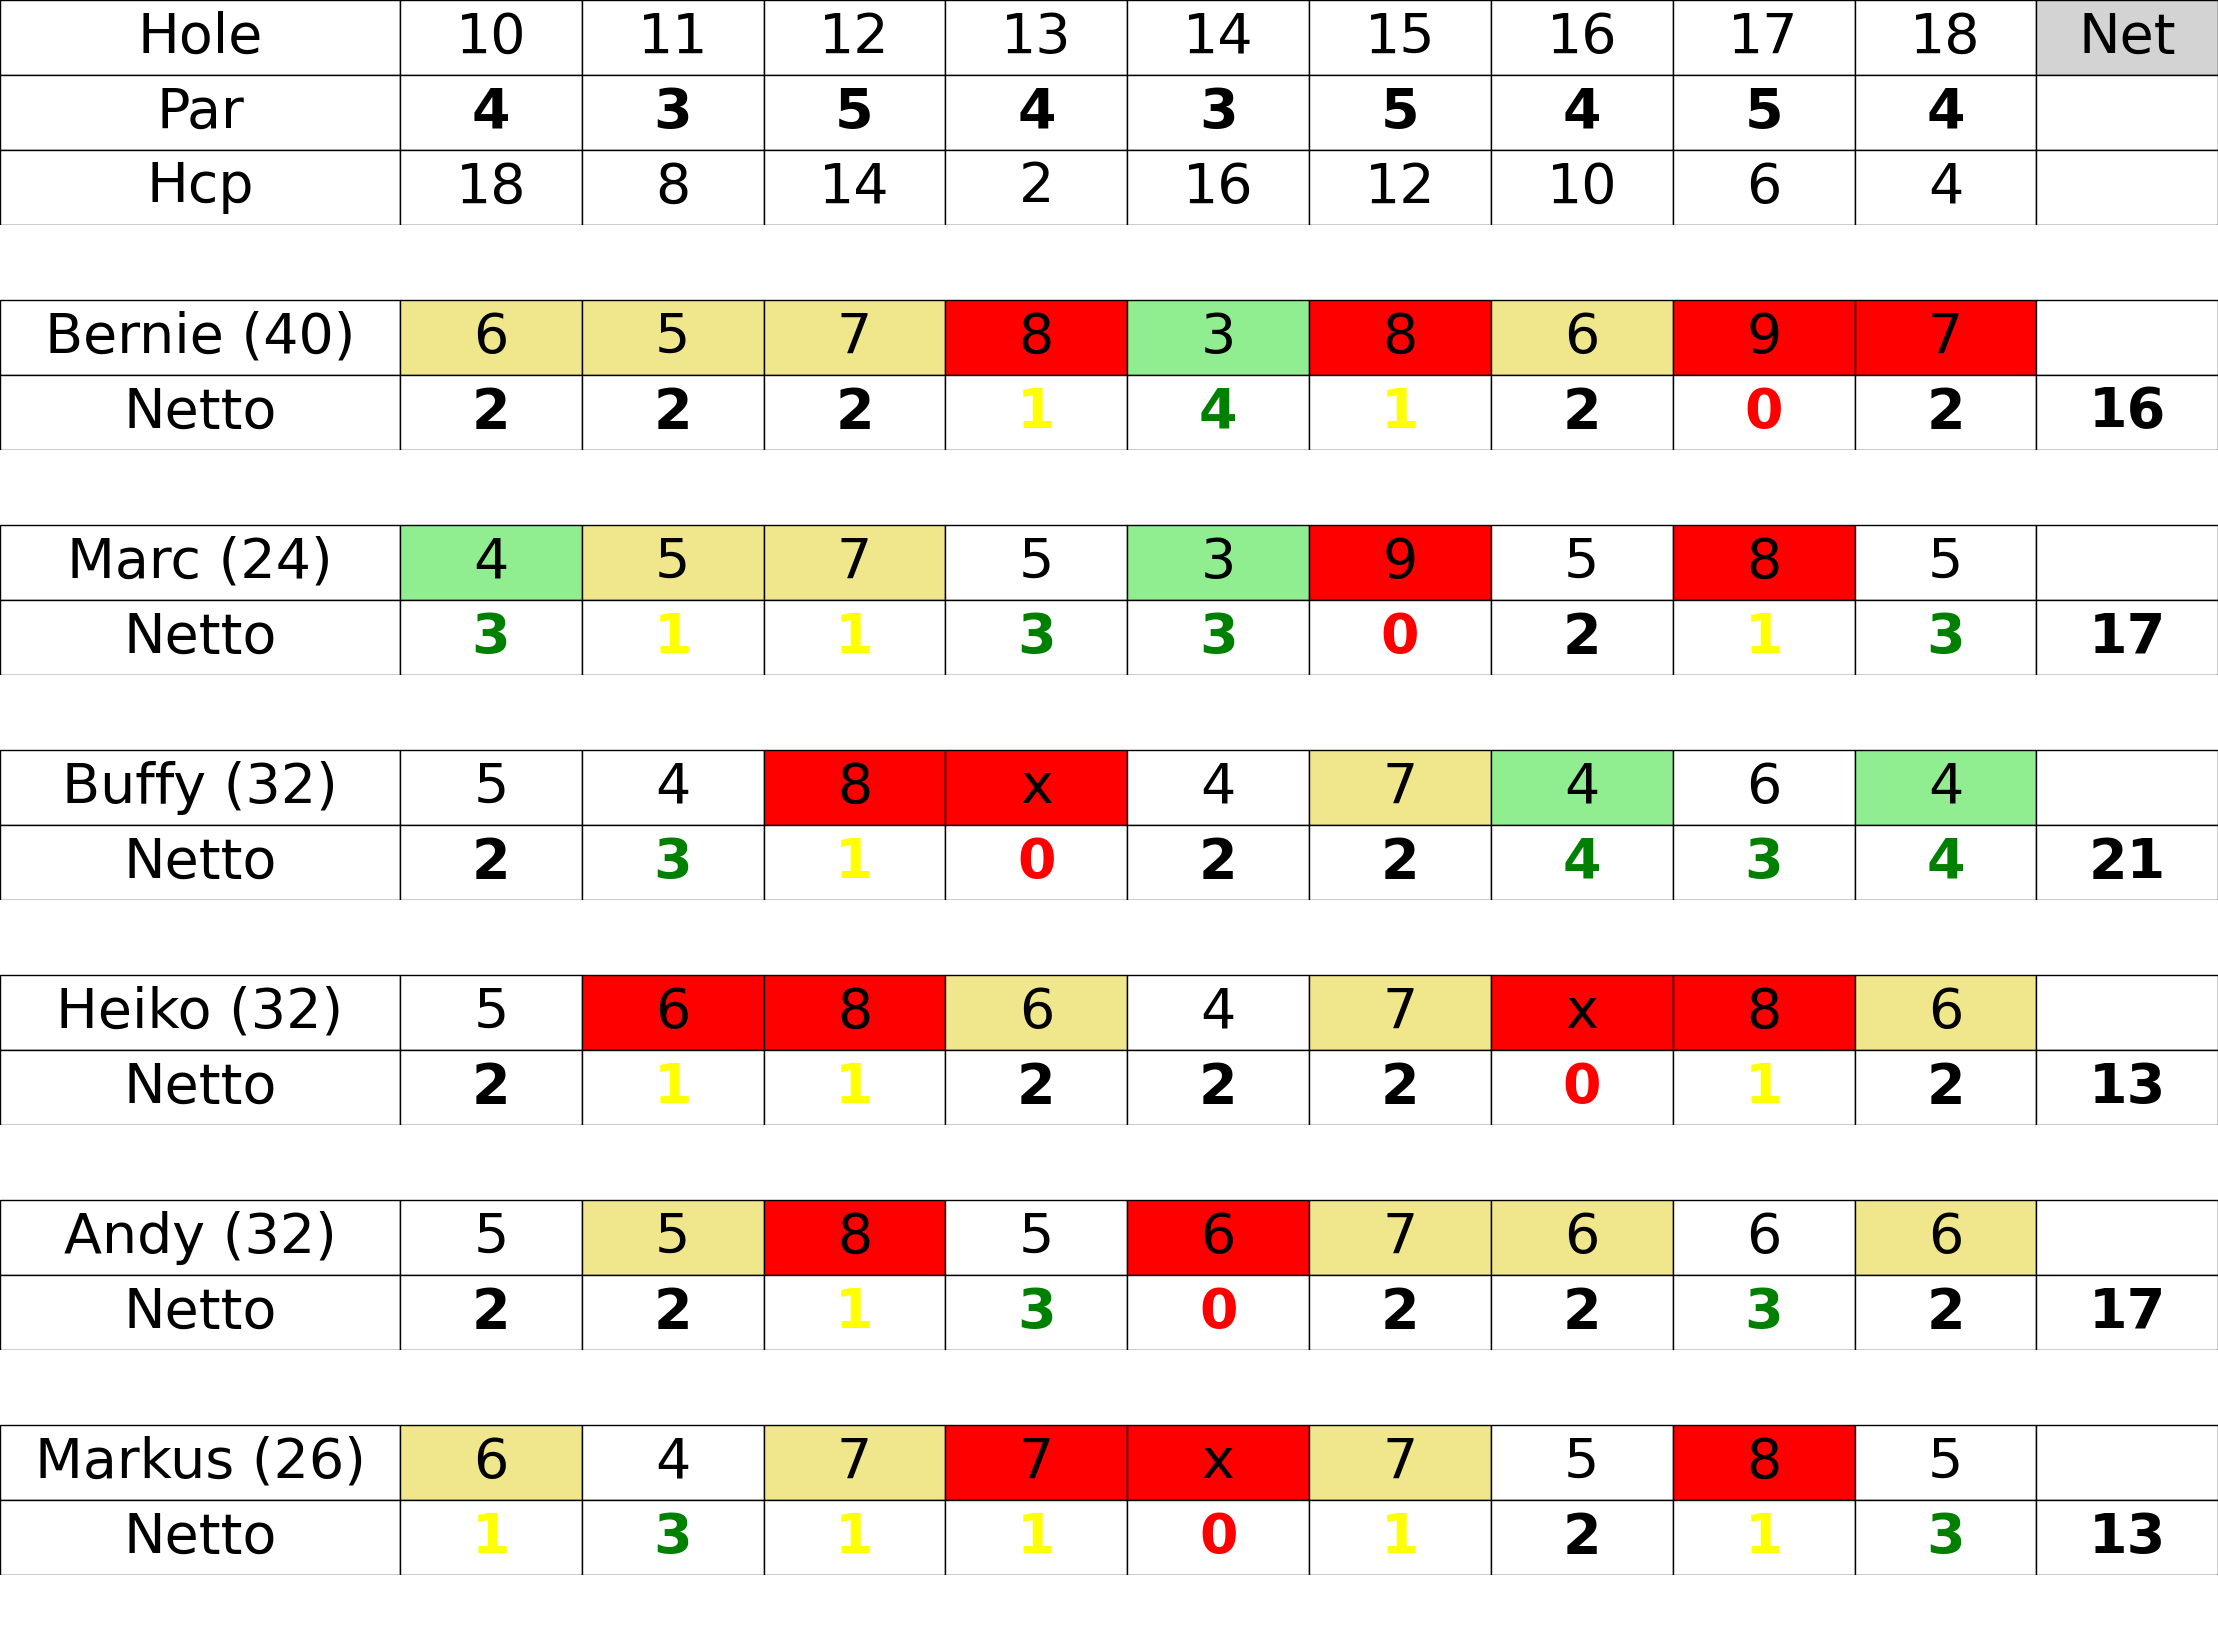 Hole 10 11 12 13 14 15 16 17 18 Net
Par 4 3 5 4 3 5 4 5 4
Hcp 18 8 14 2 16 12 10 6 4
Bernie (40) 6 5 7 8 3 8 6 9 7
Netto 2 2 2 1 4 1 2 0 2 16
Marc (24) 4 5 7 5 3 9 5 8 5
Netto 3 1 1 3 3 0 2 1 3 17
Buffy (32) 5 4 8 x 4 7 4 6 4
Netto 2 3 1 0 2 2 4 3 4 21
Heiko (32) 5 6 8 6 4 7 x 8 6
Netto 2 1 1 2 2 2 0 1 2 13
Andy (32) 5 5 8 5 6 7 6 6 6
Netto 2 2 1 3 0 2 2 3 2 17
Markus (26) 6 4 7 7 x 7 5 8 5
Netto 1 3 1 1 0 1 2 1 3 13